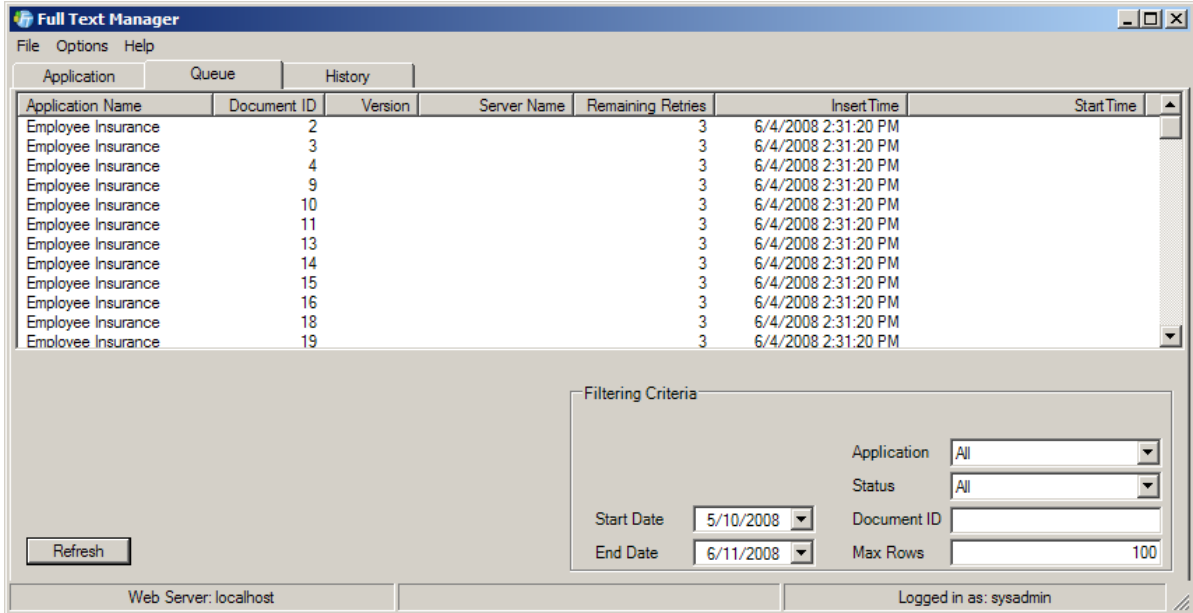 Full Text Manager
File Options Help
Application Queue History
Application Name Document ID Version Server Name Remaining Retries InsertTime StartTime
Employee Insurance 2 3 6/4/2008 2:31:20 PM
Employee Insurance 3 3 6/4/2008 2:31:20 PM
Employee Insurance 4 3 6/4/2008 2:31:20 PM
Employee Insurance 9 3 6/4/2008 2:31:20 PM
Employee Insurance 10 3 6/4/2008 2:31:20 PM
Employee Insurance 11 3 6/4/2008 2:31:20 PM
Employee Insurance 13 3 6/4/2008 2:31:20 PM
Employee Insurance 14 3 6/4/2008 2:31:20 PM
Employee Insurance 15 3 6/4/2008 2:31:20 PM
Employee Insurance 16 3 6/4/2008 2:31:20 PM
Employee Insurance 18 3 6/4/2008 2:31:20 PM
Employee Insurance 19 3 6/4/2008 2:31:20 PM
Filtering Criteria
Application All
Status All
Start Date 5/10/2008 Document ID
Refresh End Date 6/11/2008 Max Rows 100
Web Server: localhost Logged in as: sysadmin